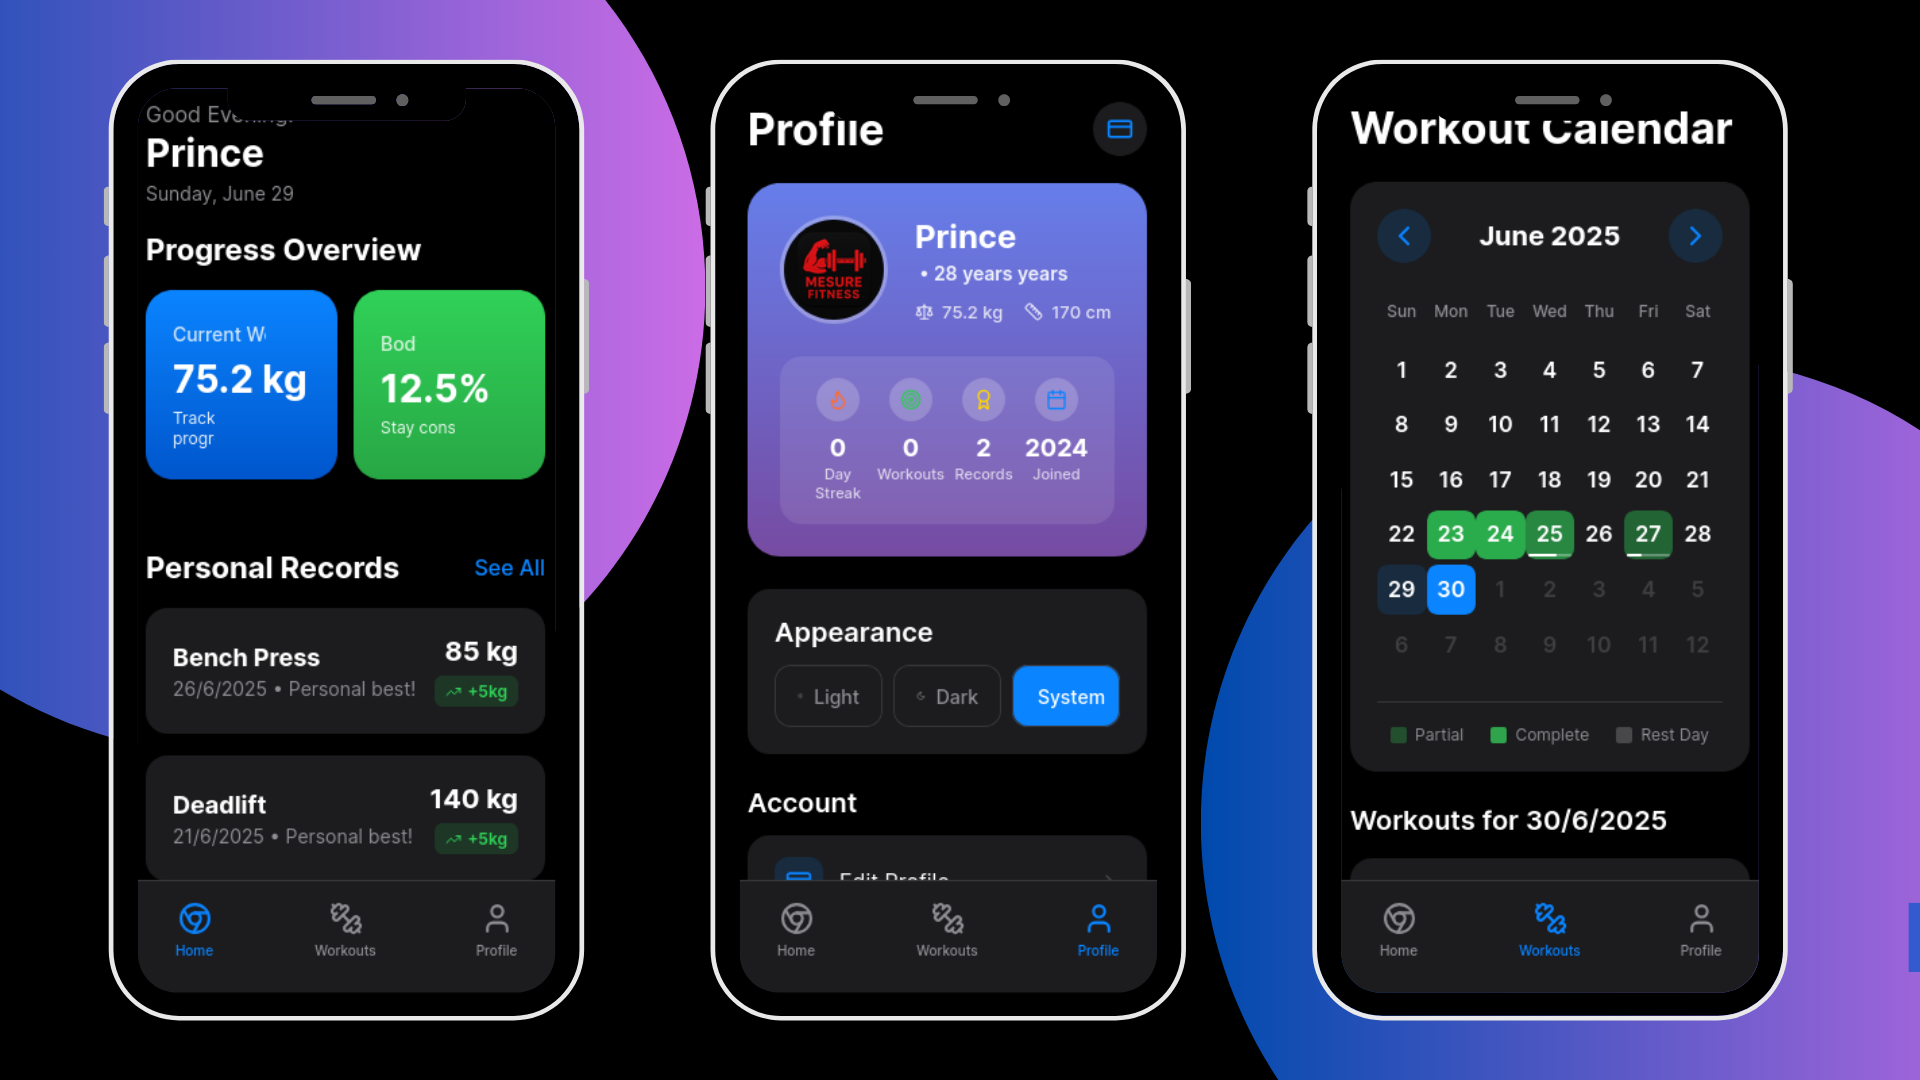 Good Evening!
Prince
Sunday, June 29
Progress Overview
Current W
75.2 kg
Track
progr
Bod
12.5%
Stay cons
Personal Records
See All
Bench Press
85 kg
26/6/2025 • Personal best!
+5kg
Deadlift
140 kg
21/6/2025 • Personal best!
+5kg
Home
Workouts
Profile
Profile
MESURE
FITNESS
Prince
• 28 years years
75.2 kg
170 cm
0
0
2
2024
Day
Streak
Workouts
Records
Joined
Appearance
Light
Dark
System
Account
Edit Profile
Home
Workouts
Profile
Workout Calendar
June 2025
Sun Mon Tue Wed Thu Fri Sat
1 2 3 4 5 6 7
8 9 10 11 12 13 14
15 16 17 18 19 20 21
22 23 24 25 26 27 28
29 30 1 2 3 4 5
6 7 8 9 10 11 12
Partial
Complete
Rest Day
Workouts for 30/6/2025
Home
Workouts
Profile